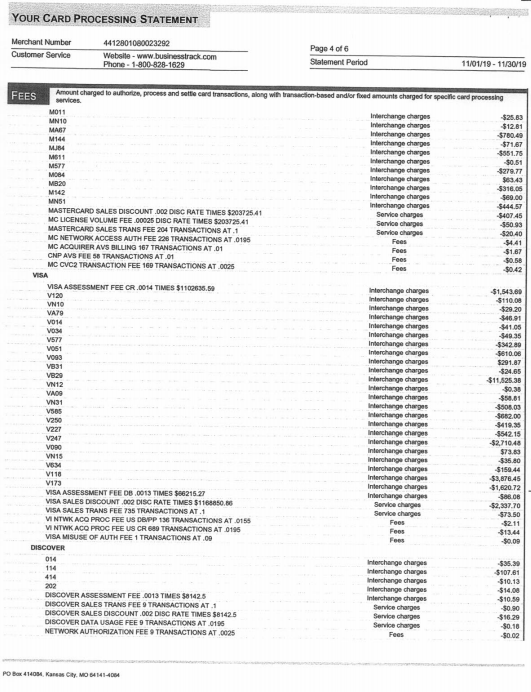 YOUR CARD PROCESSING STATEMENT
Merchant Number 4412801080023292
Customer Service Website - www.businesstrack.com
Phone - 1-800-828-1629
Page 4 of 6
Statement Period 11/01/19 - 11/30/19
FEES Amount charged to authorize, process and settle card transactions, along with transaction-based and/or fixed amounts charged for specific card processing
services.
M011 Interchange charges -$25.83
MN10 Interchange charges -$12.81
MA67 Interchange charges -$780.49
M144 Interchange charges -$71.67
MJ84 Interchange charges -$551.75
M611 Interchange charges -$0.51
M577 Interchange charges -$279.77
M084 Interchange charges $63.43
MB20 Interchange charges -$316.05
M142 Interchange charges -$69.00
MN51 Interchange charges -$444.57
MASTERCARD SALES DISCOUNT .002 DISC RATE TIMES $203725.41 Service charges -$407.45
MC LICENSE VOLUME FEE .00025 DISC RATE TIMES $203725.41 Service charges -$50.93
MASTERCARD SALES TRANS FEE 204 TRANSACTIONS AT .1 Service charges -$20.40
MC NETWORK ACCESS AUTH FEE 226 TRANSACTIONS AT .0195 Fees -$4.41
MC ACQUIRER AVS BILLING 167 TRANSACTIONS AT .01 Fees -$1.67
CNP AVS FEE 58 TRANSACTIONS AT .01 Fees -$0.58
MC CVC2 TRANSACTION FEE 169 TRANSACTIONS AT .0025 Fees -$0.42
VISA
VISA ASSESSMENT FEE CR .0014 TIMES $1102635.59 Interchange charges -$1,543.69
V120 Interchange charges -$110.08
VN10 Interchange charges -$29.20
VA79 Interchange charges -$46.91
V014 Interchange charges -$41.05
V034 Interchange charges -$49.35
V577 Interchange charges -$342.89
V051 Interchange charges -$610.06
V093 Interchange charges $291.87
VB31 Interchange charges -$24.65
VB29 Interchange charges -$11,525.38
VN12 Interchange charges -$0.38
VA09 Interchange charges -$58.81
VN31 Interchange charges -$508.03
V585 Interchange charges -$682.00
V250 Interchange charges -$419.35
V227 Interchange charges -$542.15
V247 Interchange charges -$2,710.48
V090 Interchange charges $73.83
VN15 Interchange charges -$35.80
V634 Interchange charges -$159.44
V118 Interchange charges -$3,876.45
V173 Interchange charges -$1,620.72
VISA ASSESSMENT FEE DB .0013 TIMES $66215.27 Interchange charges -$86.08
VISA SALES DISCOUNT .002 DISC RATE TIMES $1168850.86 Service charges -$2,337.70
VISA SALES TRANS FEE 735 TRANSACTIONS AT .1 Service charges -$73.50
VI NTWK ACQ PROC FEE US DB/PP 136 TRANSACTIONS AT .0155 Fees -$2.11
VI NTWK ACQ PROC FEE US CR 689 TRANSACTIONS AT .0195 Fees -$13.44
VISA MISUSE OF AUTH FEE 1 TRANSACTIONS AT .09 Fees -$0.09
DISCOVER
014 Interchange charges -$35.39
114 Interchange charges -$107.61
414 Interchange charges -$10.13
202 Interchange charges -$14.08
DISCOVER ASSESSMENT FEE .0013 TIMES $8142.5 Interchange charges -$10.59
DISCOVER SALES TRANS FEE 9 TRANSACTIONS AT .1 Service charges -$0.90
DISCOVER SALES DISCOUNT .002 DISC RATE TIMES $8142.5 Service charges -$16.29
DISCOVER DATA USAGE FEE 9 TRANSACTIONS AT .0195 Service charges -$0.18
NETWORK AUTHORIZATION FEE 9 TRANSACTIONS AT .0025 Fees -$0.02
PO Box 414084, Kansas City, MO 64141-4084